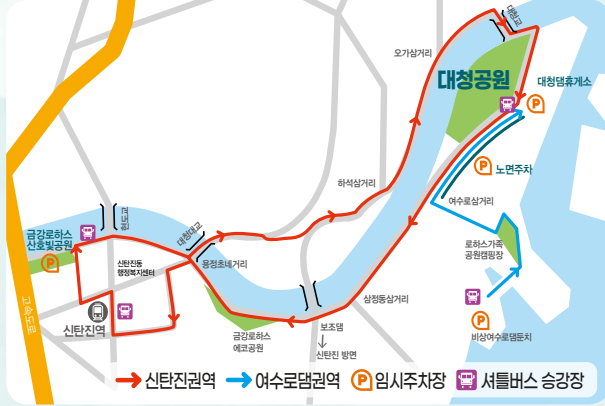 대청교
오가삼거리
대청공원
대청댐휴게소
P
P
노면주차
하석삼거리
여수로삼거리
현도교
대청대교
금강로하스
산호빛공원
P
신탄진동
행정복지센터
용정초네거리
로하스가족
공원캠핑장
고속도로
신탄진역
삼정동삼거리
금강로하스
에코공원
보조댐
신탄진 방면
P
비상여수로댐둔치
신탄진권역
여수로댐권역
P 임시주차장
셔틀버스 승강장